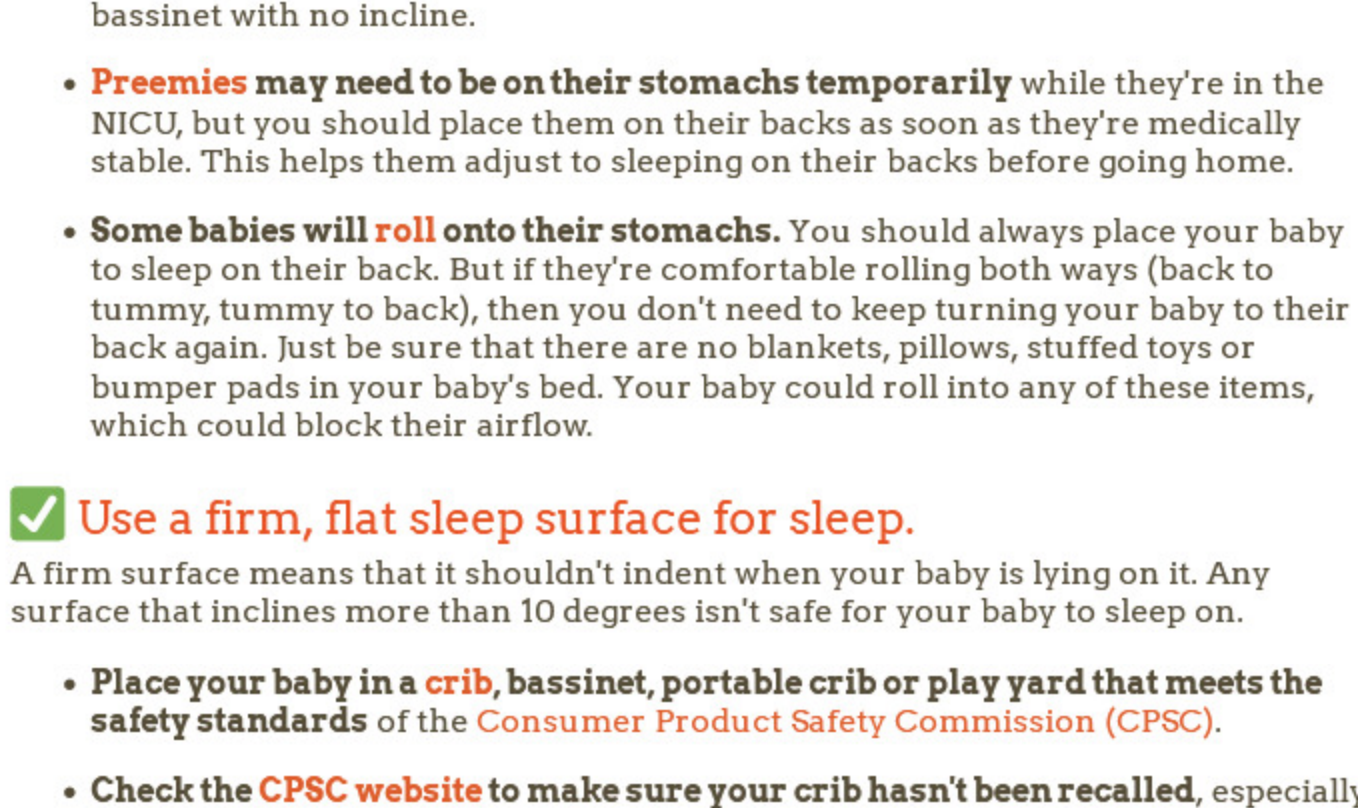 bassinet with no incline.
• Preemies may need to be on their stomachs temporarily while they're in the
NICU, but you should place them on their backs as soon as they're medically
stable. This helps them adjust to sleeping on their backs before going home.
• Some babies will roll onto their stomachs. You should always place your baby
to sleep on their back. But if they're comfortable rolling both ways (back to
tummy, tummy to back), then you don't need to keep turning your baby to their
back again. Just be sure that there are no blankets, pillows, stuffed toys or
bumper pads in your baby's bed. Your baby could roll into any of these items,
which could block their airflow.
✅ Use a firm, flat sleep surface for sleep.
A firm surface means that it shouldn't indent when your baby is lying on it. Any
surface that inclines more than 10 degrees isn't safe for your baby to sleep on.
• Place your baby in a crib, bassinet, portable crib or play yard that meets the
safety standards of the Consumer Product Safety Commission (CPSC).
• Check the CPSC website to make sure your crib hasn't been recalled, especially